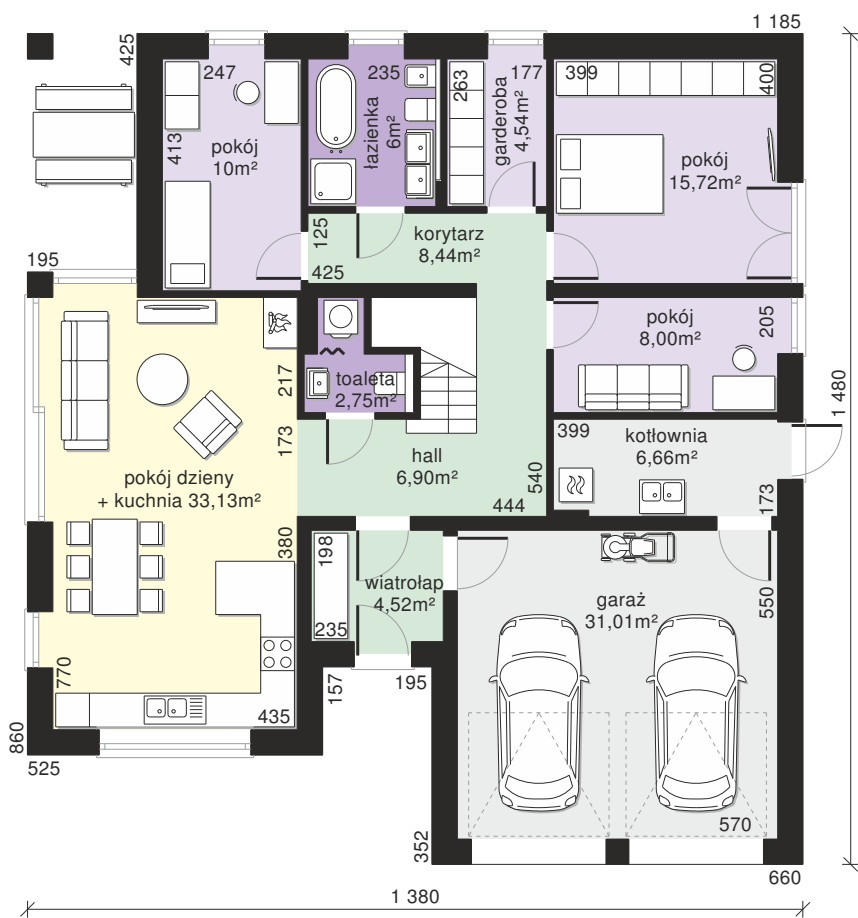 1 185
425
247
235
263
177
399
400
413
pokój
10m²
łazienka
6m²
garderoba
4,54m²
pokój
15,72m²
125
korytarz
8,44m²
425
195
pokój
8,00m²
205
1 480
217
toaleta
2,75m²
173
hall
6,90m²
444
540
399
kotłownia
6,66m²
173
pokój dzieny
+ kuchnia 33,13m²
380
198
wiatrołap
4,52m²
235
garaż
31,01m²
550
770
435
157
195
860
525
352
570
660
1 380